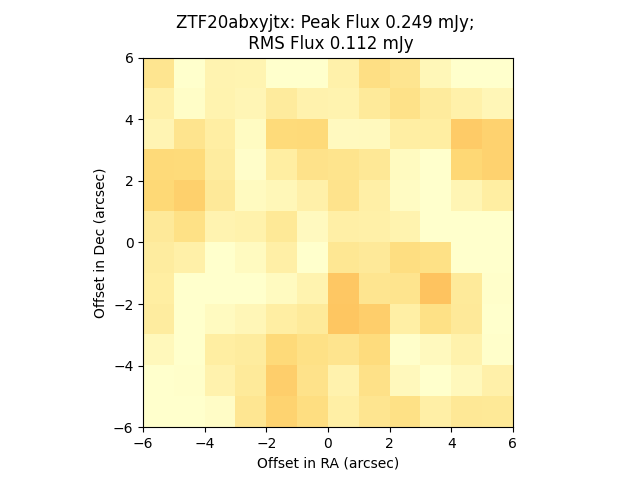 ZTF20abxyjtx: Peak Flux 0.249 mJy;
RMS Flux 0.112 mJy
6
4
2
0
−2
−4
−6
Offset in Dec (arcsec)
−6 −4 −2 0 2 4 6
Offset in RA (arcsec)